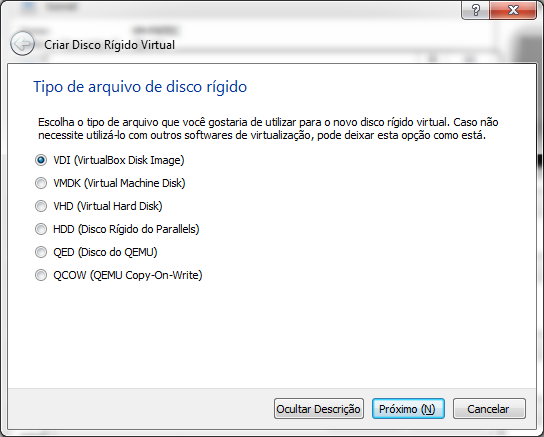 Criar Disco Rígido Virtual
Tipo de arquivo de disco rígido
Escolha o tipo de arquivo que você gostaria de utilizar para o novo disco rígido virtual. Caso não
necessite utilizá-lo com outros softwares de virtualização, pode deixar esta opção como está.
VDI (VirtualBox Disk Image)
VMDK (Virtual Machine Disk)
VHD (Virtual Hard Disk)
HDD (Disco Rígido do Parallels)
QED (Disco do QEMU)
QCOW (QEMU Copy-On-Write)
Ocultar Descrição Próximo (N) Cancelar